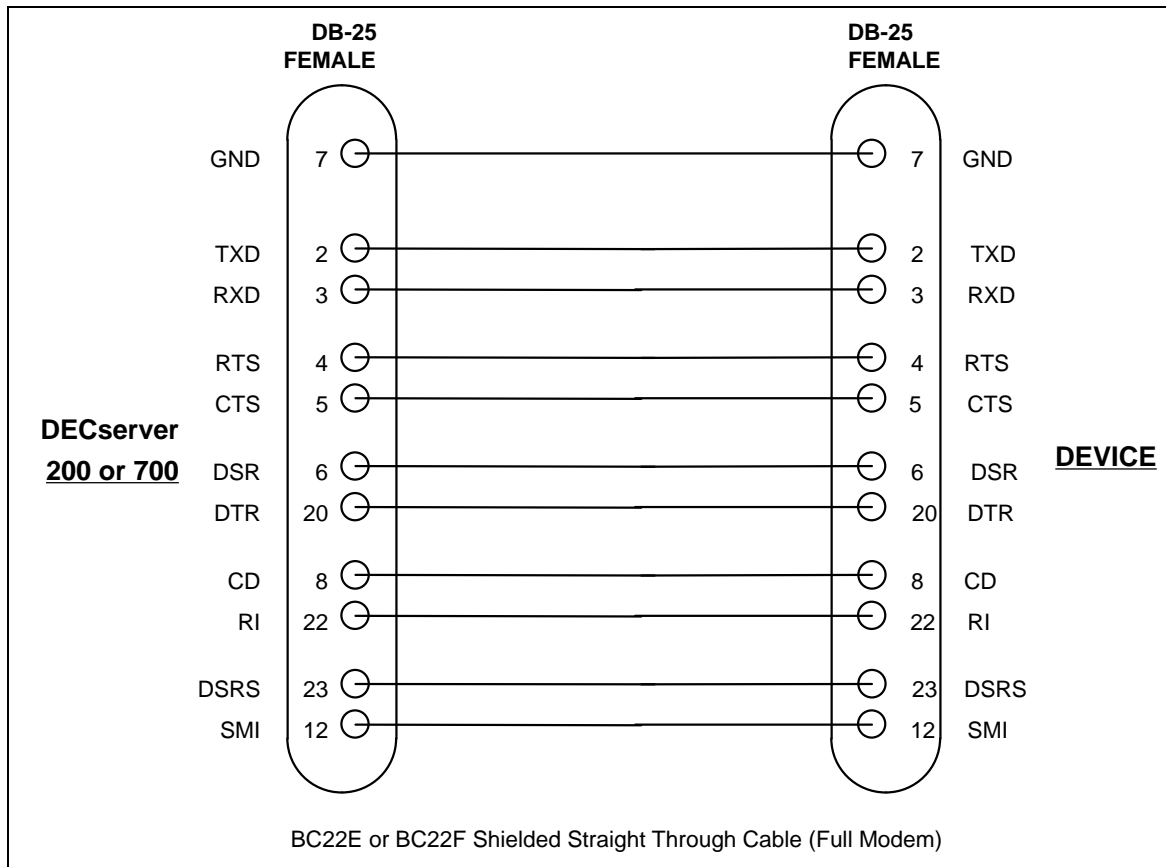 DB-25 DB-25
FEMALE FEMALE
GND 7 7 GND
TXD 2 2 TXD
RXD 3 3 RXD
RTS 4 4 RTS
CTS 5 5 CTS
DECserver
200 or 700
DSR 6 6 DSR
DEVICE
DTR 20 20 DTR
CD 8 8 CD
RI 22 22 RI
DSRS 23 23 DSRS
SMI 12 12 SMI
BC22E or BC22F Shielded Straight Through Cable (Full Modem)